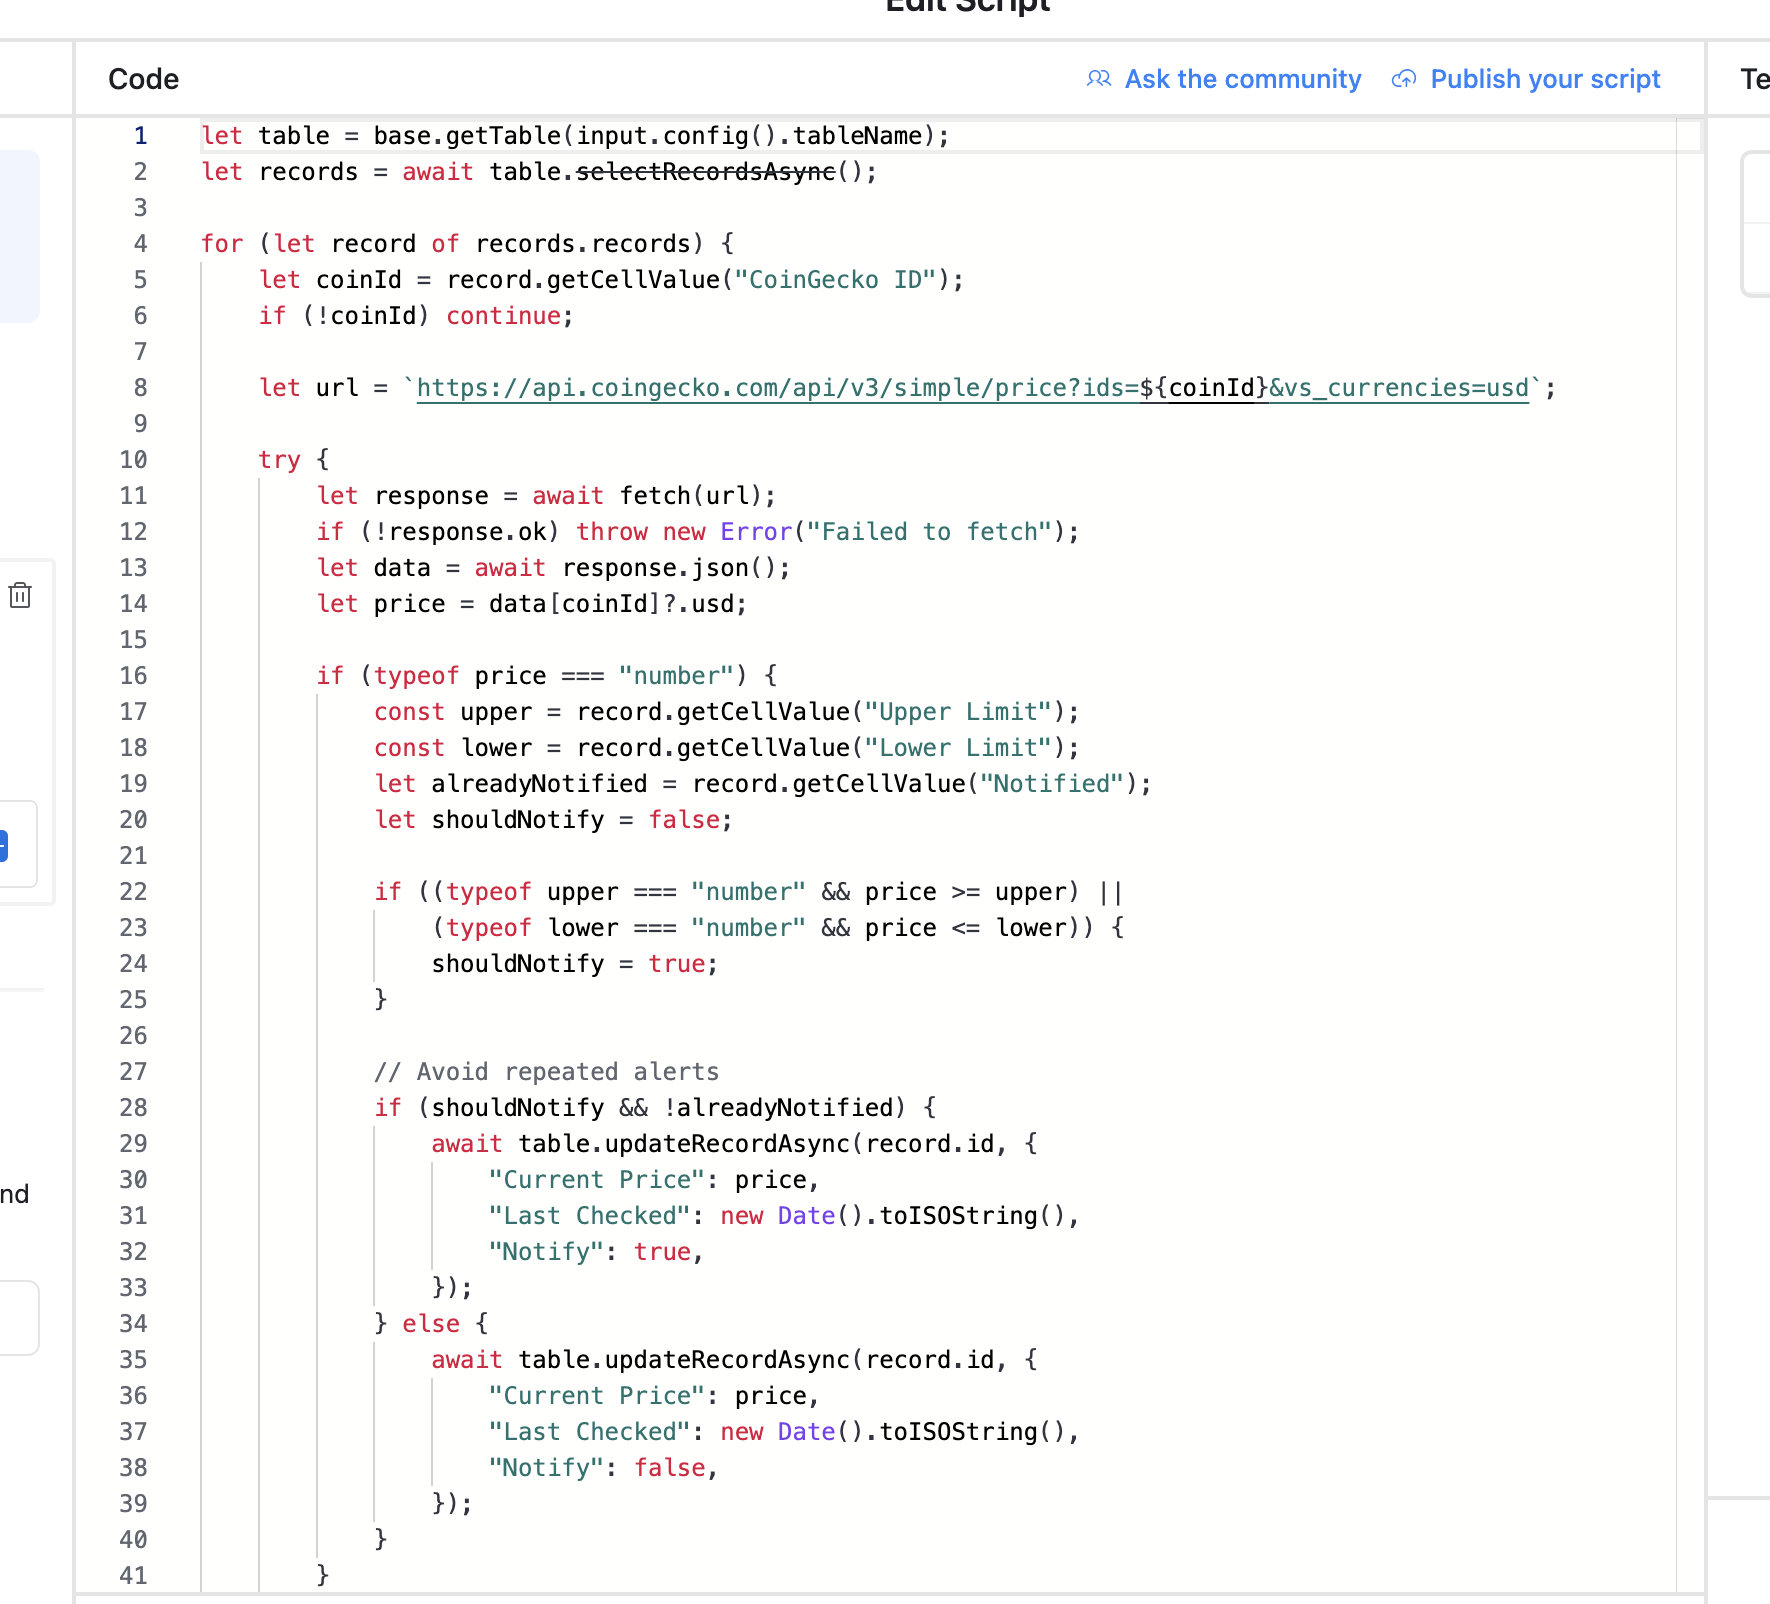 Edit Script
Code
Ask the community
Publish your script
Te
1 let table = base.getTable(input.config().tableName);
2 let records = await table.selectRecordsAsync();
3
4 for (let record of records.records) {
5     let coinId = record.getCellValue("CoinGecko ID");
6     if (!coinId) continue;
7
8     let url = `https://api.coingecko.com/api/v3/simple/price?ids=${coinId}&vs_currencies=usd`;
9
10     try {
11         let response = await fetch(url);
12         if (!response.ok) throw new Error("Failed to fetch");
13         let data = await response.json();
14         let price = data[coinId]?.usd;
15
16         if (typeof price === "number") {
17             const upper = record.getCellValue("Upper Limit");
18             const lower = record.getCellValue("Lower Limit");
19             let alreadyNotified = record.getCellValue("Notified");
20             let shouldNotify = false;
21
22             if ((typeof upper === "number" && price >= upper) ||
23                 (typeof lower === "number" && price <= lower)) {
24                 shouldNotify = true;
25             }
26
27             // Avoid repeated alerts
28             if (shouldNotify && !alreadyNotified) {
29                 await table.updateRecordAsync(record.id, {
30                     "Current Price": price,
31                     "Last Checked": new Date().toISOString(),
32                     "Notify": true,
33                 });
34             } else {
35                 await table.updateRecordAsync(record.id, {
36                     "Current Price": price,
37                     "Last Checked": new Date().toISOString(),
38                     "Notify": false,
39                 });
40             }
41         }
nd